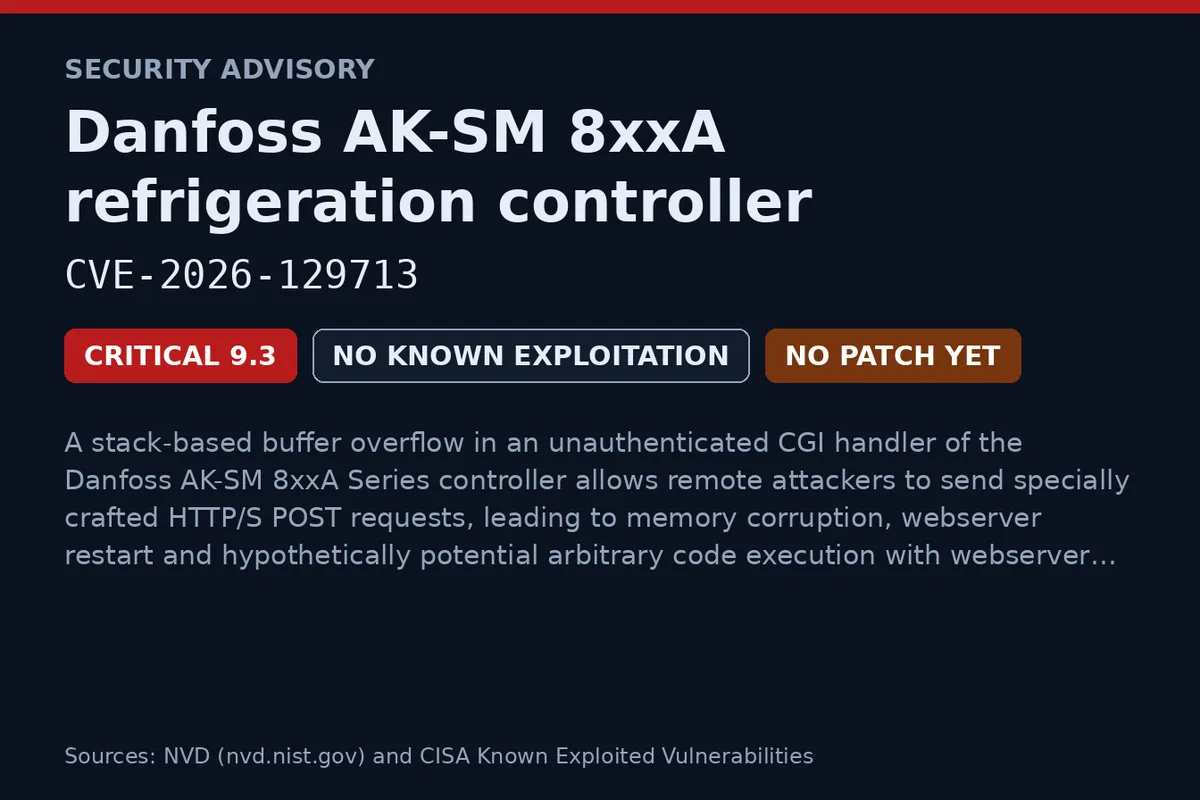 SECURITY ADVISORY
Danfoss AK-SM 8xxA
refrigeration controller
CVE-2026-129713
CRITICAL 9.3
NO KNOWN EXPLOITATION
NO PATCH YET
A stack-based buffer overflow in an unauthenticated CGI handler of the
Danfoss AK-SM 8xxA Series controller allows remote attackers to send specially
crafted HTTP/S POST requests, leading to memory corruption, webserver
restart and hypothetically potential arbitrary code execution with webserver…
Sources: NVD (nvd.nist.gov) and CISA Known Exploited Vulnerabilities